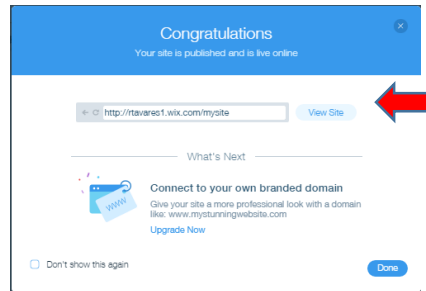 Congratulations
Your site is published and is live online
http://rtavares1.wix.com/mysite
View Site
What's Next
WWW
Connect to your own branded domain
Give your site a more professional look with a domain
like: www.mystunningwebsite.com
Upgrade Now
Don't show this again
Done